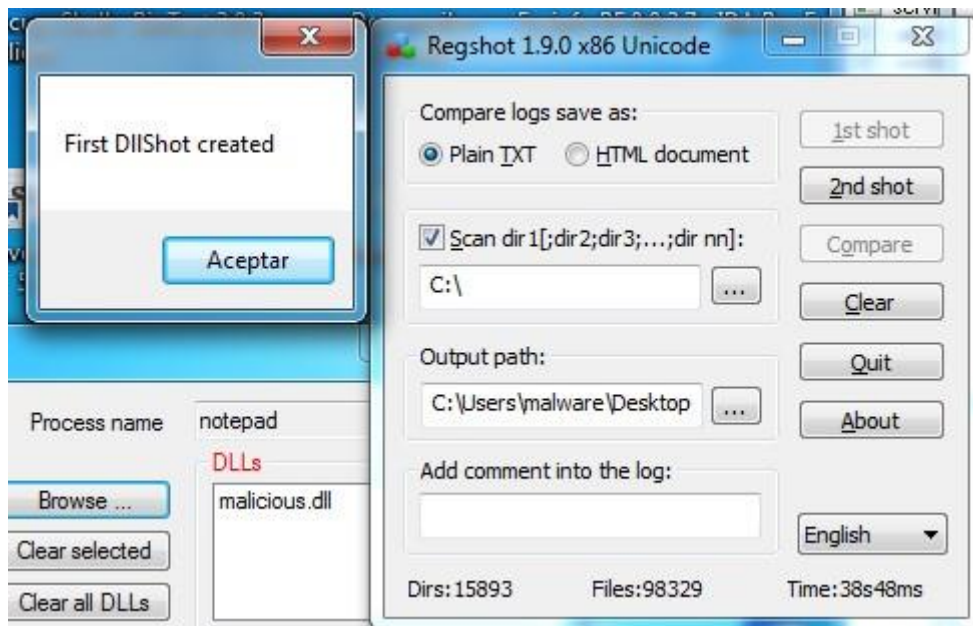 First DllShot created
Aceptar
Process name
notepad
DLLs
malicious.dll
Browse ...
Clear selected
Clear all DLLs
Regshot 1.9.0 x86 Unicode
Compare logs save as:
Plain TXT
HTML document
Scan dir1[;dir2;dir3;...;dir nn]:
C:\
...
Output path:
C:\Users\malware\Desktop
...
Add comment into the log:
1st shot
2nd shot
Compare
Clear
Quit
About
English
Dirs:15893
Files:98329
Time:38s48ms